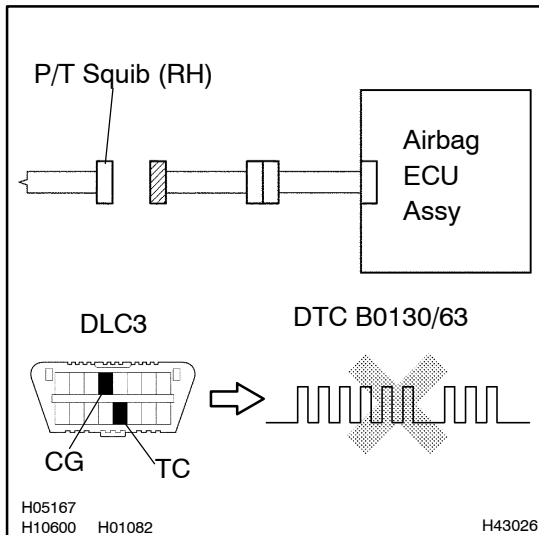 P/T Squib (RH)
Airbag
ECU
Assy
DLC3
DTC B0130/63
CG
TC
H05167
H10600 H01082
H43026